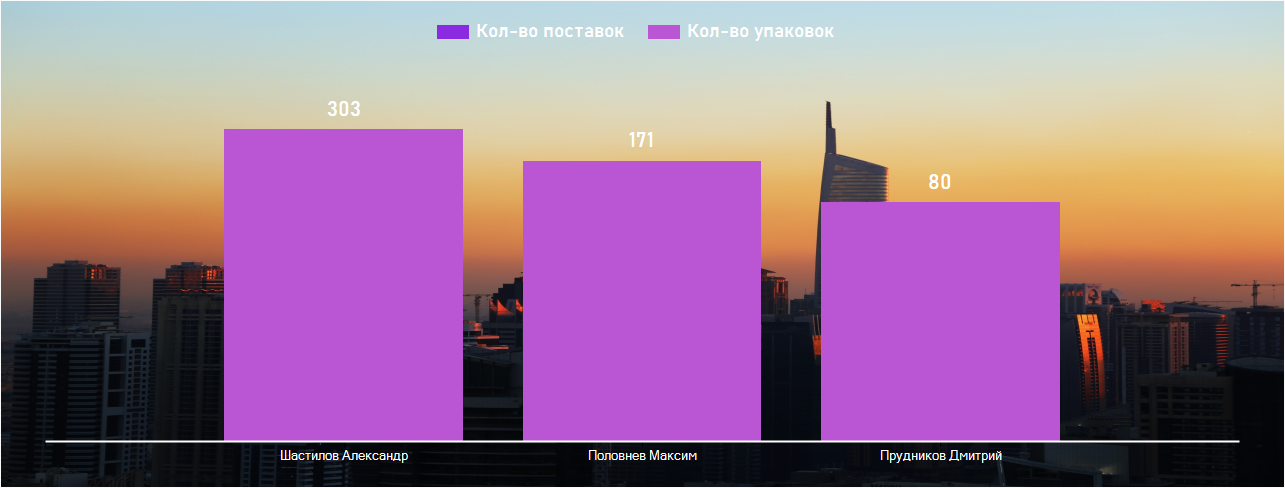 Кол-во поставок Кол-во упаковок
303
171
80
Шастилов Александр Половнев Максим Прудников Дмитрий